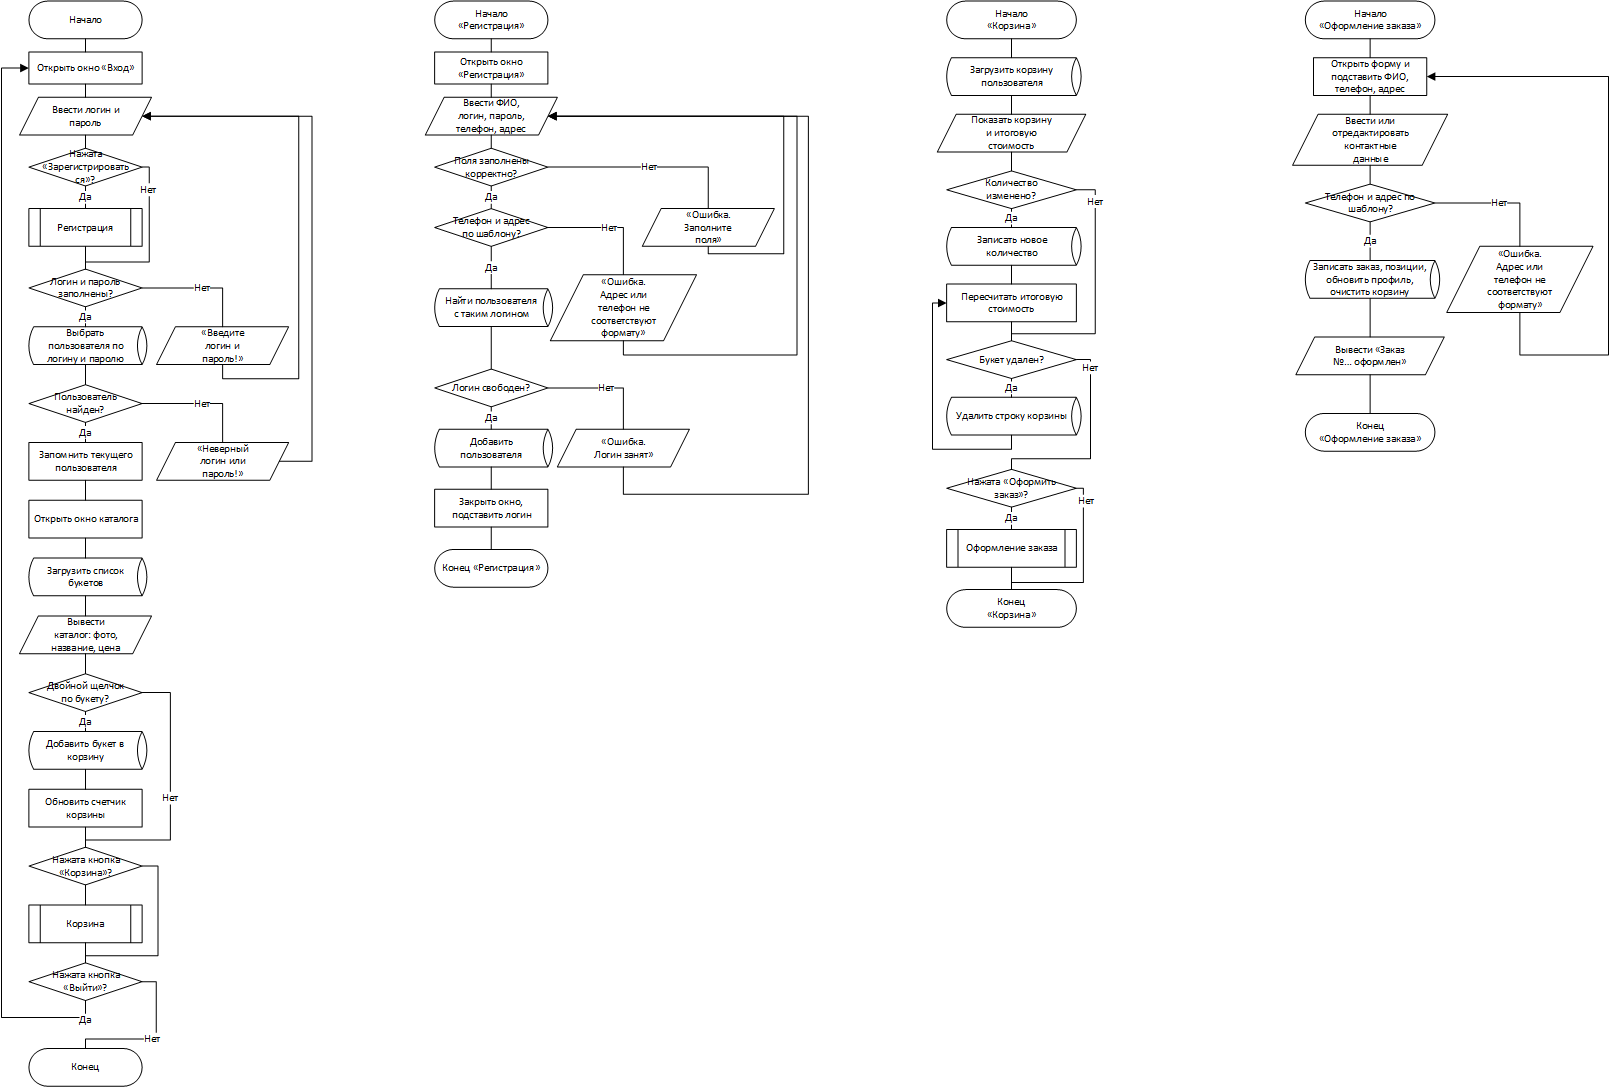 Начало
Открыть окно «Вход»
Ввести логин и
пароль
Нажата
«Зарегистрировать
ся»?
Нет
Да
Регистрация
Логин и пароль
заполнены?
Нет
Да
Выбрать
пользователя по
логину и паролю
«Введите
логин и
пароль!»
Пользователь
найден?
Нет
Да
Запомнить текущего
пользователя
«Неверный
логин или
пароль!»
Открыть окно каталога
Загрузить список
букетов
Вывести
каталог: фото,
название, цена
Двойной щелчок
по букету?
Да
Добавить букет в
корзину
Нет
Обновить счетчик
корзины
Нажата кнопка
«Корзина»?
Корзина
Нажата кнопка
«Выйти»?
Да
Нет
Конец
Начало
«Регистрация»
Открыть окно
«Регистрация»
Ввести ФИО,
логин, пароль,
телефон, адрес
Поля заполнены
корректно?
Нет
Да
«Ошибка.
Заполните
поля»
Телефон и адрес
по шаблону?
Нет
Да
«Ошибка.
Адрес или
телефон не
соответствуют
формату»
Найти пользователя
с таким логином
Логин свободен?
Нет
Да
Добавить
пользователя
«Ошибка.
Логин занят»
Закрыть окно,
подставить логин
Конец «Регистрация»
Начало
«Корзина»
Загрузить корзину
пользователя
Показать корзину
и итоговую
стоимость
Количество
изменено?
Нет
Да
Записать новое
количество
Пересчитать итоговую
стоимость
Букет удален?
Нет
Да
Удалить строку корзины
Нажата «Оформить
заказ»?
Нет
Да
Оформление заказа
Конец
«Корзина»
Начало
«Оформление заказа»
Открыть форму и
подставить ФИО,
телефон, адрес
Ввести или
отредактировать
контактные
данные
Телефон и адрес по
шаблону?
Нет
Да
Записать заказ, позиции,
обновить профиль,
очистить корзину
«Ошибка.
Адрес или
телефон не
соответствуют
формату»
Вывести «Заказ
№... оформлен»
Конец
«Оформление заказа»